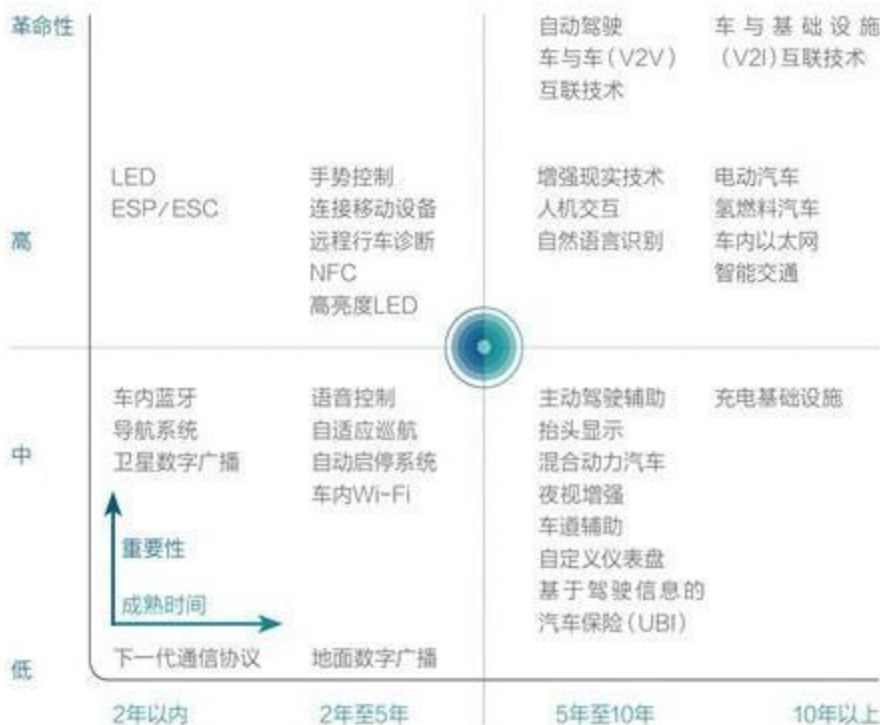 革命性
自动驾驶
车与车(V2V)
互联技术
车与基础设施
(V2I)互联技术
高
LED
ESP/ESC
手势控制
连接移动设备
远程行车诊断
NFC
高亮度LED
增强现实技术
人机交互
自然语言识别
电动汽车
氢燃料汽车
车内以太网
智能交通
中
车内蓝牙
导航系统
卫星数字广播
语音控制
自适应巡航
自动启停系统
车内Wi-Fi
主动驾驶辅助
抬头显示
混合动力汽车
夜视增强
车道辅助
自定义仪表盘
基于驾驶信息的
汽车保险(UBI)
充电基础设施
重要性
成熟时间
低
下一代通信协议
地面数字广播
2年以内
2年至5年
5年至10年
10年以上